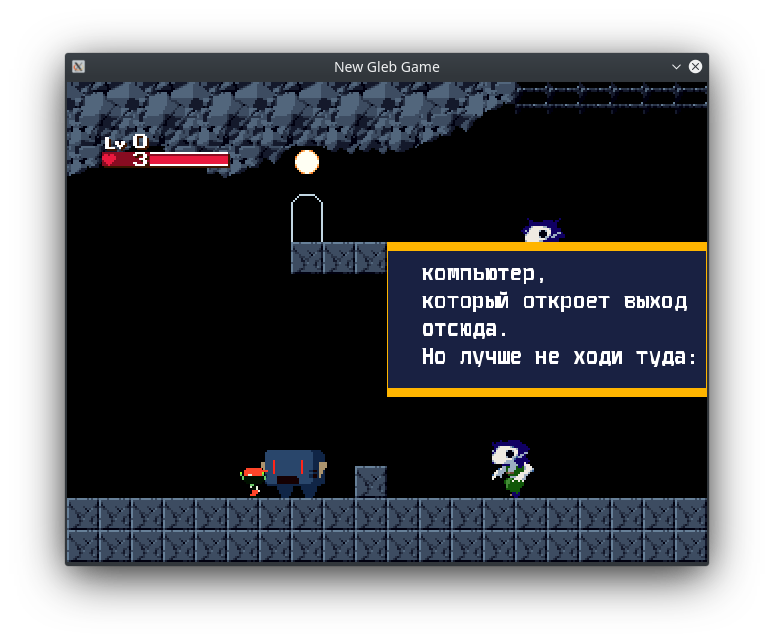 New Gleb Game
Lv 0
3
компьютер,
который откроет выход
отсюда.
Но лучше не ходи туда: